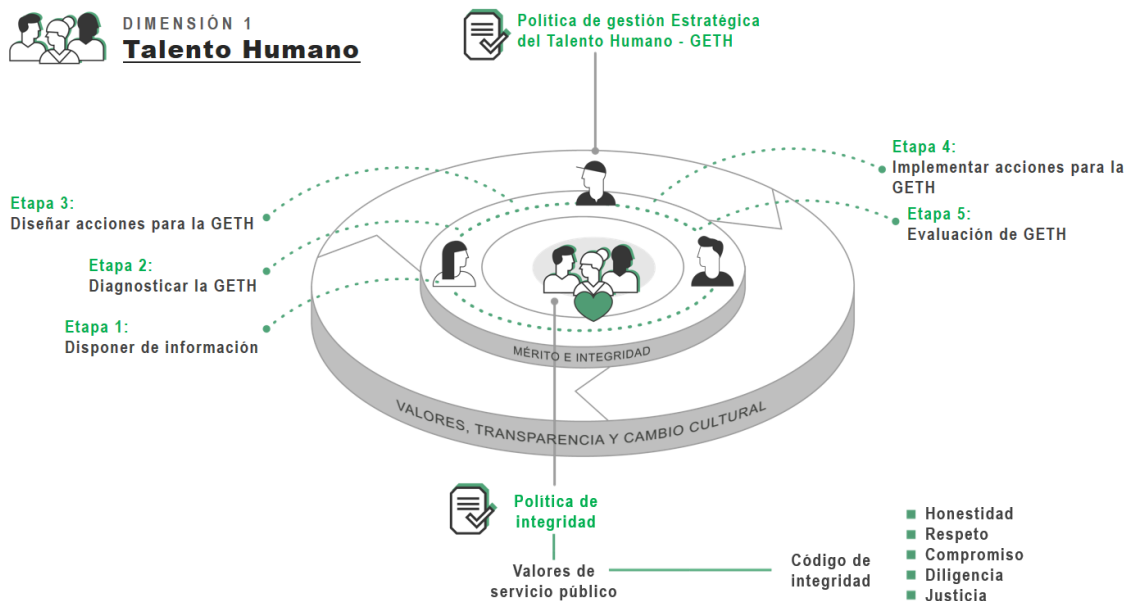 DIMENSIÓN 1
Talento Humano
Política de gestión Estratégica
del Talento Humano - GETH
Etapa 3:
Diseñar acciones para la GETH
Etapa 2:
Diagnosticar la GETH
Etapa 1:
Disponer de información
Etapa 4:
Implementar acciones para la
GETH
Etapa 5:
Evaluación de GETH
MÉRITO E INTEGRIDAD
VALORES, TRANSPARENCIA Y CAMBIO CULTURAL
Política de
integridad
Valores de
servicio público
Código de
integridad
Honestidad
Respeto
Compromiso
Diligencia
Justicia